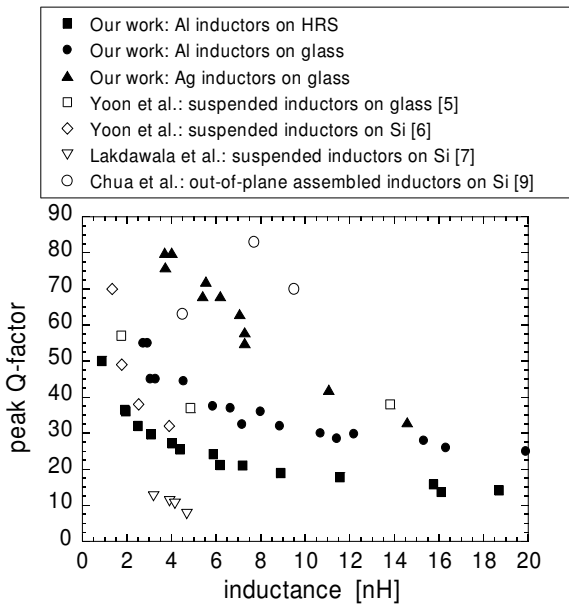 Our work: Al inductors on HRS
Our work: Al inductors on glass
Our work: Ag inductors on glass
Yoon et al.: suspended inductors on glass [5]
Yoon et al.: suspended inductors on Si [6]
Lakdawala et al.: suspended inductors on Si [7]
Chua et al.: out-of-plane assembled inductors on Si [9]
90
80
70
60
50
40
30
20
10
0
peak Q-factor
0 2 4 6 8 10 12 14 16 18 20
inductance [nH]